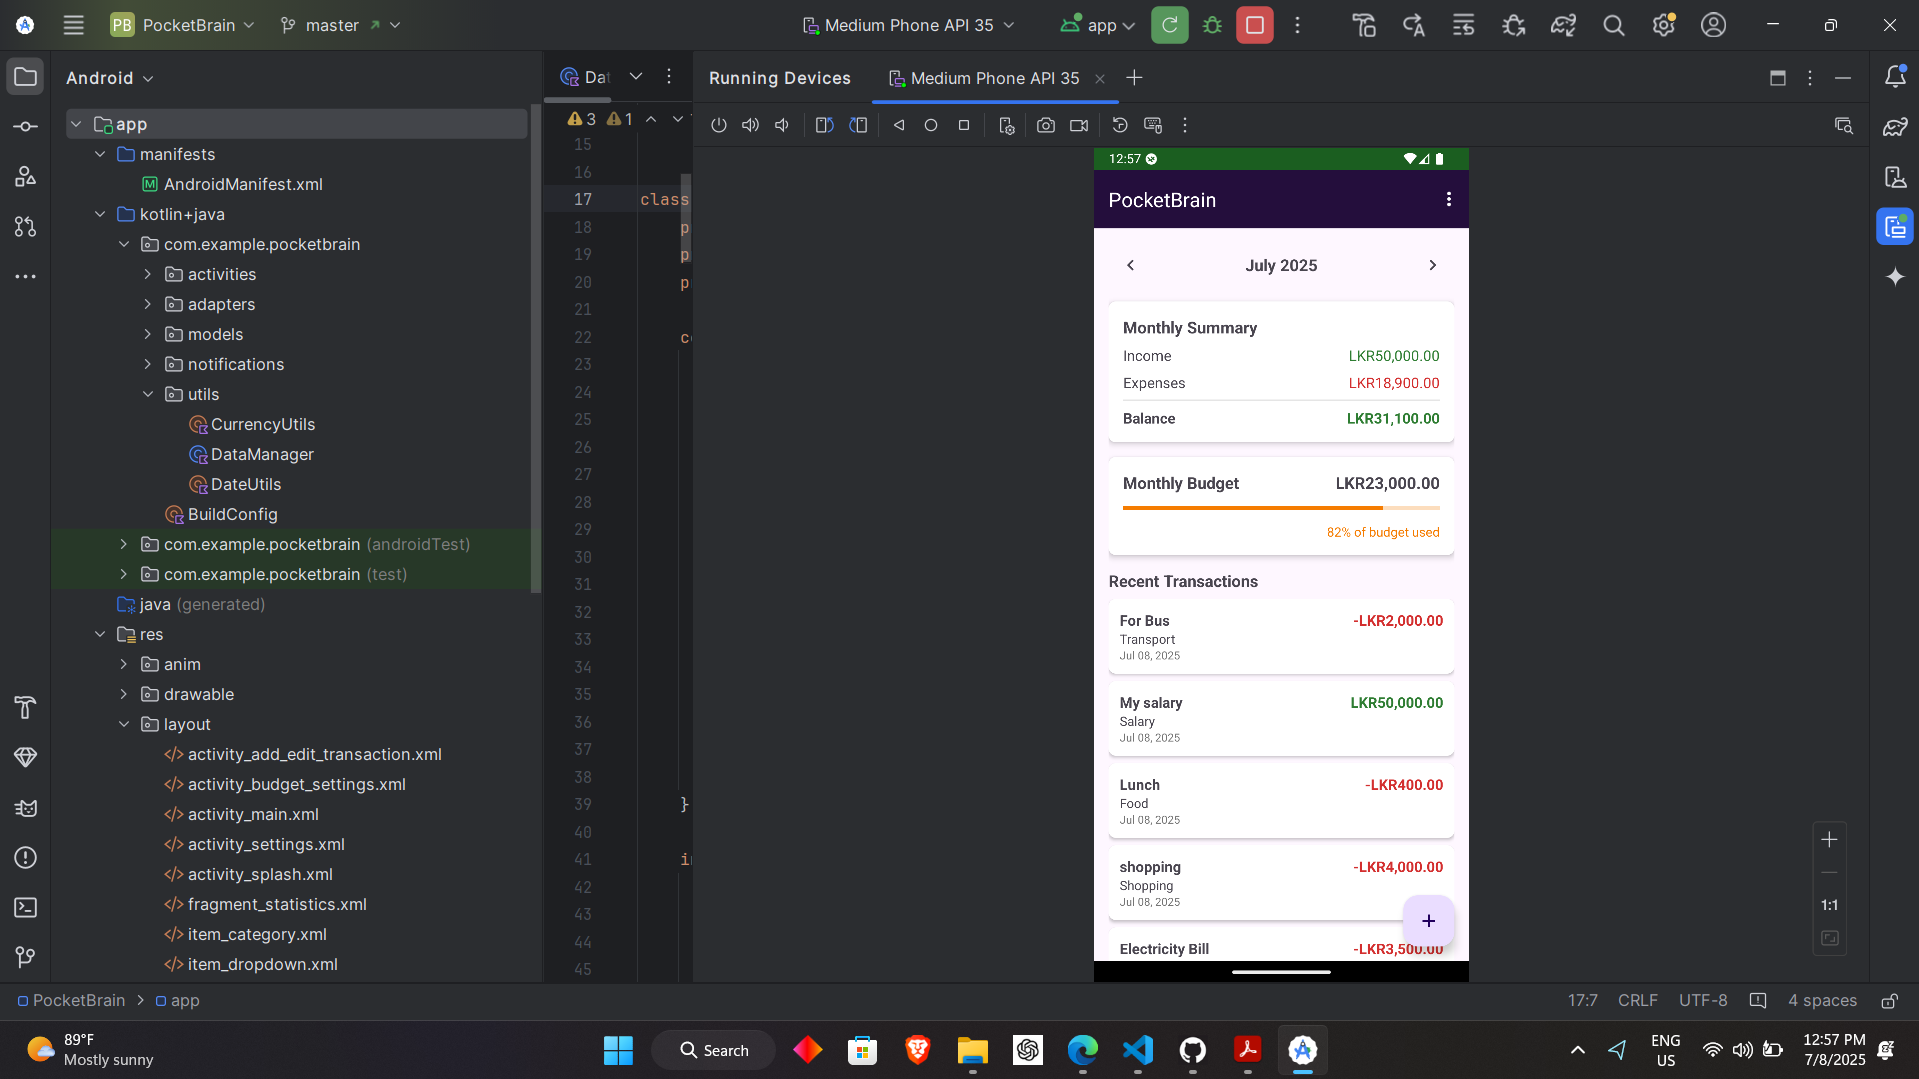 PB PocketBrain master Medium Phone API 35 app
Android
app
manifests
AndroidManifest.xml
kotlin+java
com.example.pocketbrain
activities
adapters
models
notifications
utils
CurrencyUtils
DataManager
DateUtils
BuildConfig
com.example.pocketbrain (androidTest)
com.example.pocketbrain (test)
java (generated)
res
anim
drawable
layout
activity_add_edit_transaction.xml
activity_budget_settings.xml
activity_main.xml
activity_settings.xml
activity_splash.xml
fragment_statistics.xml
item_category.xml
item_dropdown.xml
Dat
3 1
15
16
17 class
18 p
19 p
20 p
21
22 c
23
24
25
26
27
28
29
30
31
32
33
34
35
36
37
38
39 }
40
41 i
42
43
44
45
Running Devices Medium Phone API 35
12:57
PocketBrain
July 2025
Monthly Summary
Income LKR50,000.00
Expenses LKR18,900.00
Balance LKR31,100.00
Monthly Budget LKR23,000.00
82% of budget used
Recent Transactions
For Bus -LKR2,000.00
Transport
Jul 08, 2025
My salary LKR50,000.00
Salary
Jul 08, 2025
Lunch -LKR400.00
Food
Jul 08, 2025
shopping -LKR4,000.00
Shopping
Jul 08, 2025
+
Electricity Bill -LKR3,500.00
1:1
PocketBrain > app 17:7 CRLF UTF-8 4 spaces
89°F
Mostly sunny
Search
ENG
US
12:57 PM
7/8/2025